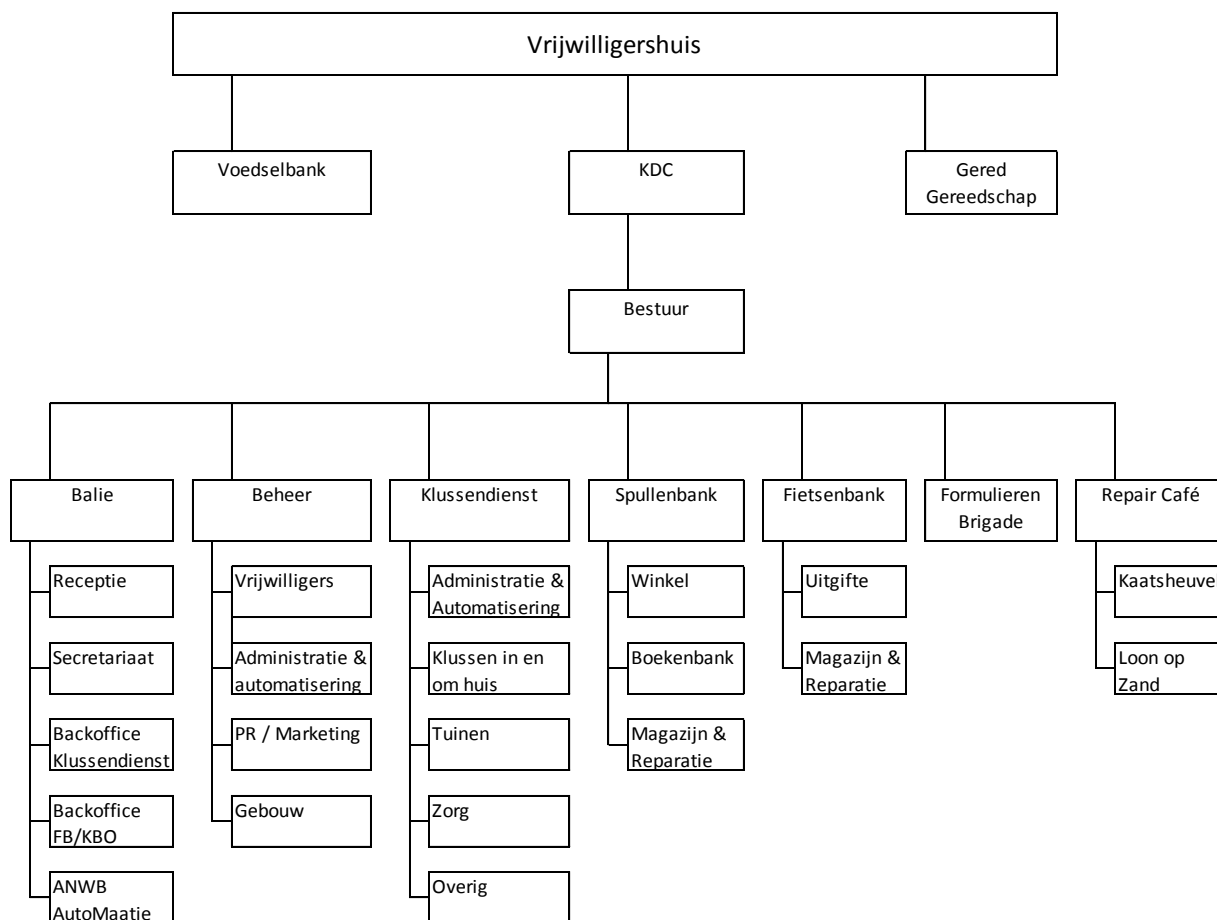 Vrijwilligershuis
Voedselbank
KDC
Gered
Gereedschap
Bestuur
Balie
Beheer
Klussendienst
Spullenbank
Fietsenbank
Formulieren
Brigade
Repair Café
Receptie
Vrijwilligers
Administratie &
Automatisering
Winkel
Uitgifte
Kaatsheuvel
Secretariaat
Administratie &
automatisering
Klussen in en
om huis
Boekenbank
Magazijn &
Reparatie
Loon op
Zand
Backoffice
Klussendienst
PR / Marketing
Tuinen
Magazijn &
Reparatie
Backoffice
FB/KBO
Gebouw
Zorg
ANWB
AutoMaatje
Overig